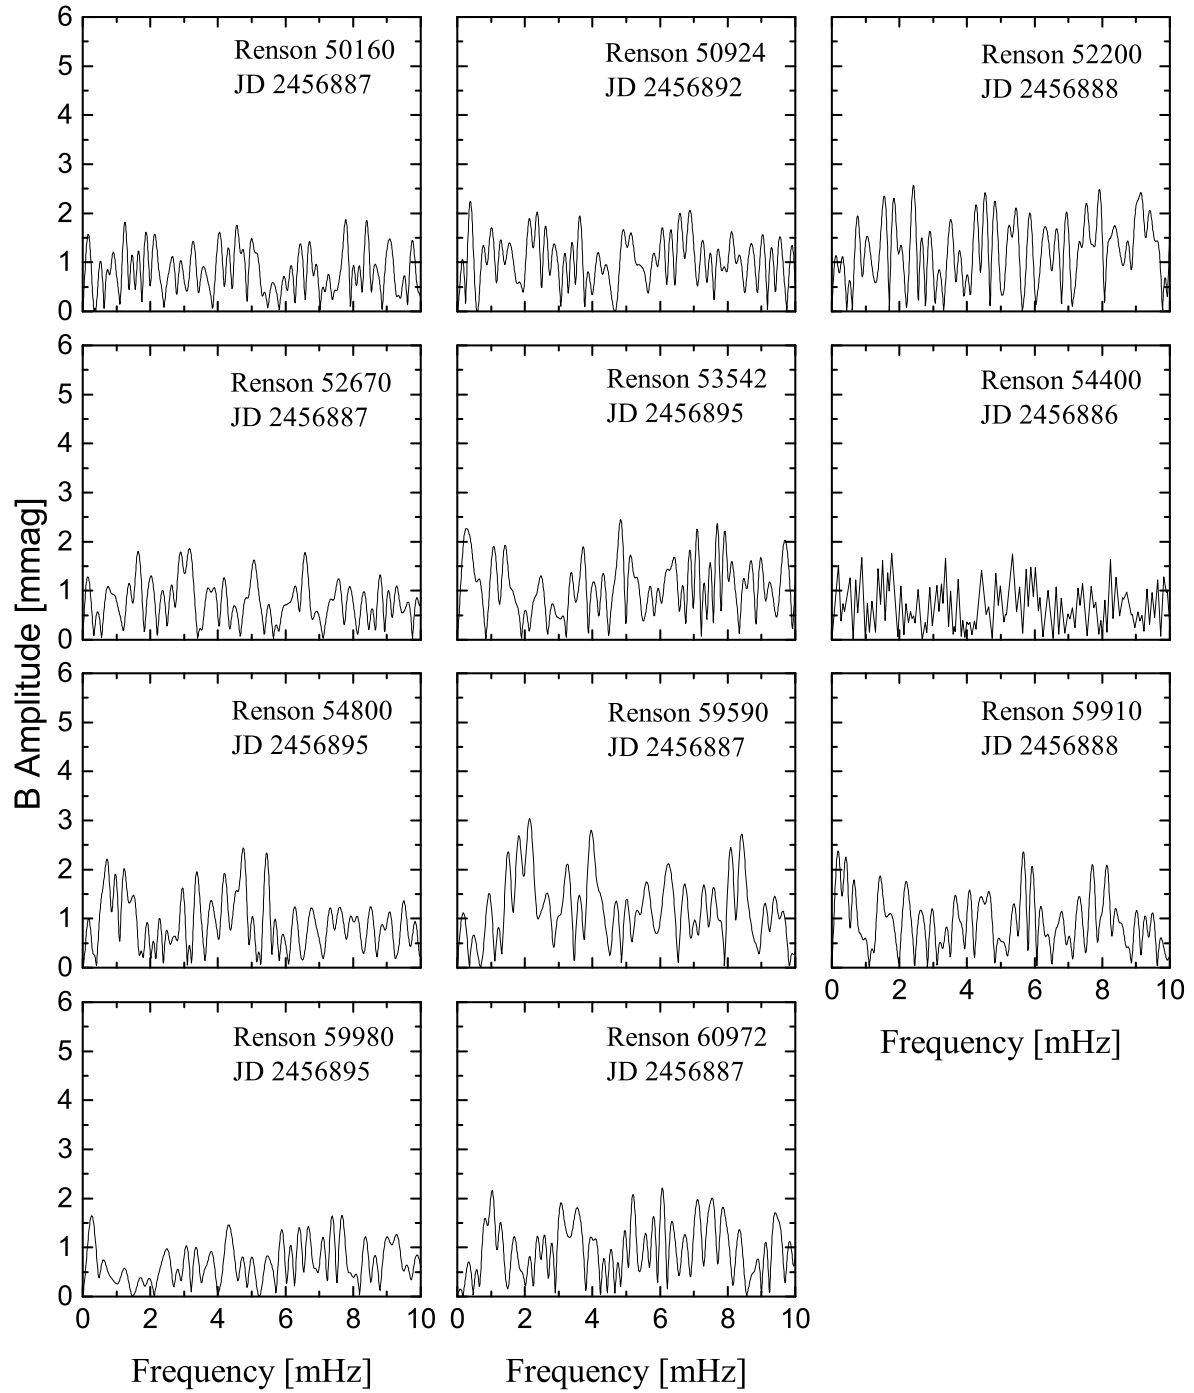 6
5
4
3
2
1
0
Renson 50160
JD 2456887
Renson 50924
JD 2456892
Renson 52200
JD 2456888
6
5
4
3
2
1
0
Renson 52670
JD 2456887
Renson 53542
JD 2456895
Renson 54400
JD 2456886
B Amplitude [mmag]
6
5
4
3
2
1
0
Renson 54800
JD 2456895
Renson 59590
JD 2456887
Renson 59910
JD 2456888
0 2 4 6 8 10
Frequency [mHz]
6
5
4
3
2
1
0
Renson 59980
JD 2456895
Renson 60972
JD 2456887
0 2 4 6 8 10
0 2 4 6 8 10
Frequency [mHz]
Frequency [mHz]